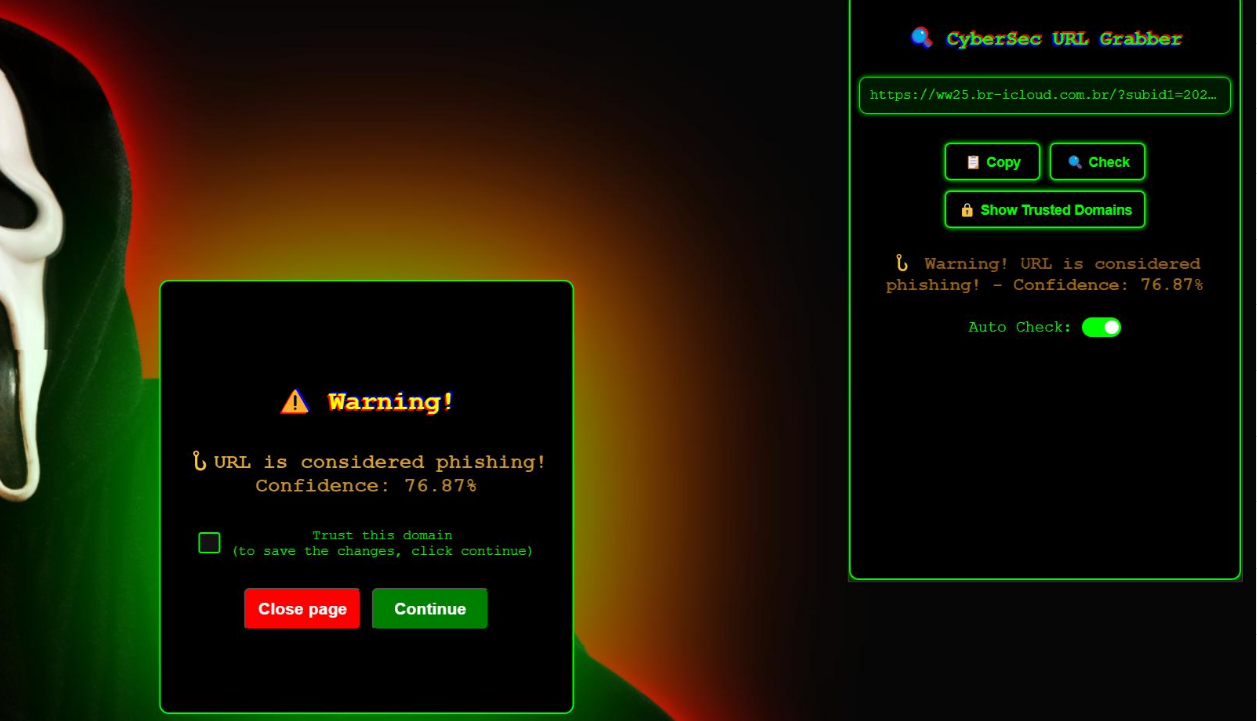 CyberSec URL Grabber
https://ww25.br-icloud.com.br/?subid1=202…
Copy
Check
Show Trusted Domains
Warning! URL is considered
phishing! - Confidence: 76.87%
Auto Check:
Warning!
URL is considered phishing!
Confidence: 76.87%
Trust this domain
(to save the changes, click continue)
Close page
Continue